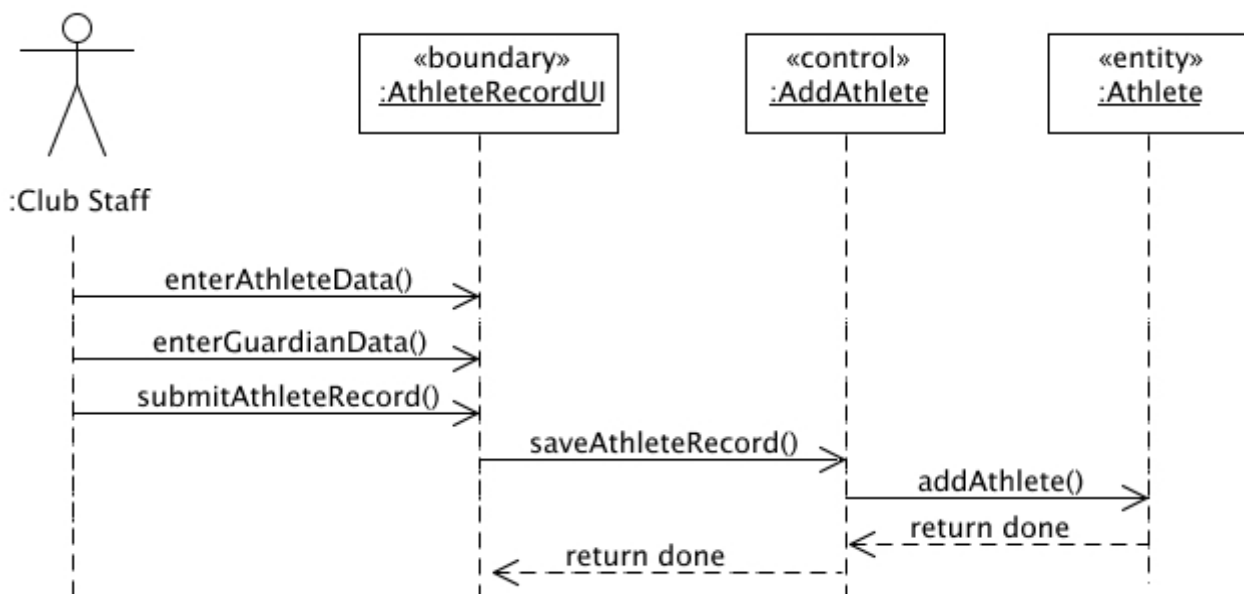 «boundary»
:AthleteRecordUI
«control»
:AddAthlete
«entity»
:Athlete
:Club Staff
enterAthleteData()
enterGuardianData()
submitAthleteRecord()
saveAthleteRecord()
addAthlete()
return done
return done